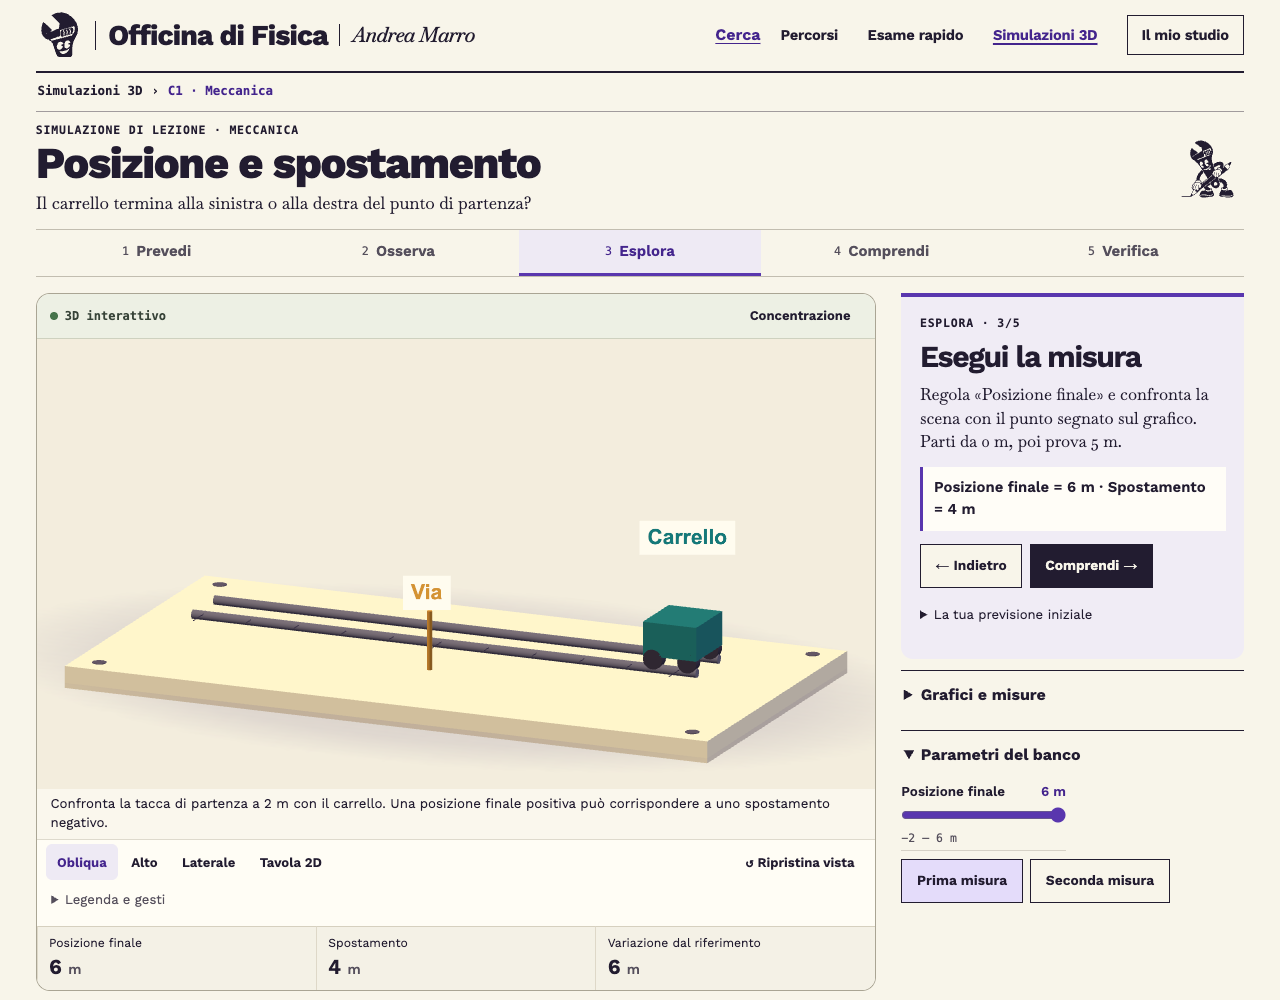 Officina di Fisica
Andrea Marro
Cerca
Percorsi
Esame rapido
Simulazioni 3D
Il mio studio
Simulazioni 3D › C1 · Meccanica
SIMULAZIONE DI LEZIONE · MECCANICA
Posizione e spostamento
Il carrello termina alla sinistra o alla destra del punto di partenza?
1 Prevedi
2 Osserva
3 Esplora
4 Comprendi
5 Verifica
3D interattivo
Concentrazione
Carrello
Via
Confronta la tacca di partenza a 2 m con il carrello. Una posizione finale positiva può corrispondere a uno spostamento
negativo.
Obliqua
Alto
Laterale
Tavola 2D
↺ Ripristina vista
▶ Legenda e gesti
Posizione finale
6 m
Spostamento
4 m
Variazione dal riferimento
6 m
ESPLORA · 3/5
Esegui la misura
Regola «Posizione finale» e confronta la
scena con il punto segnato sul grafico.
Parti da 0 m, poi prova 5 m.
Posizione finale = 6 m · Spostamento
= 4 m
← Indietro
Comprendi →
▶ La tua previsione iniziale
▶ Grafici e misure
▼ Parametri del banco
Posizione finale
6 m
−2 — 6 m
Prima misura
Seconda misura